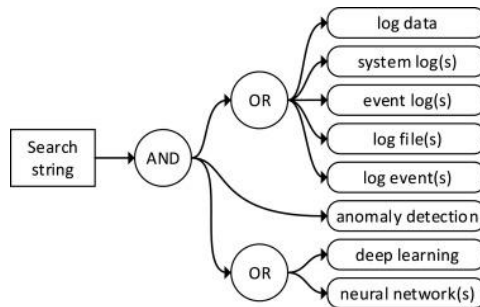 log data
system log(s)
OR
event log(s)
log file(s)
Search
string
AND
log event(s)
anomaly detection
deep learning
OR
neural network(s)